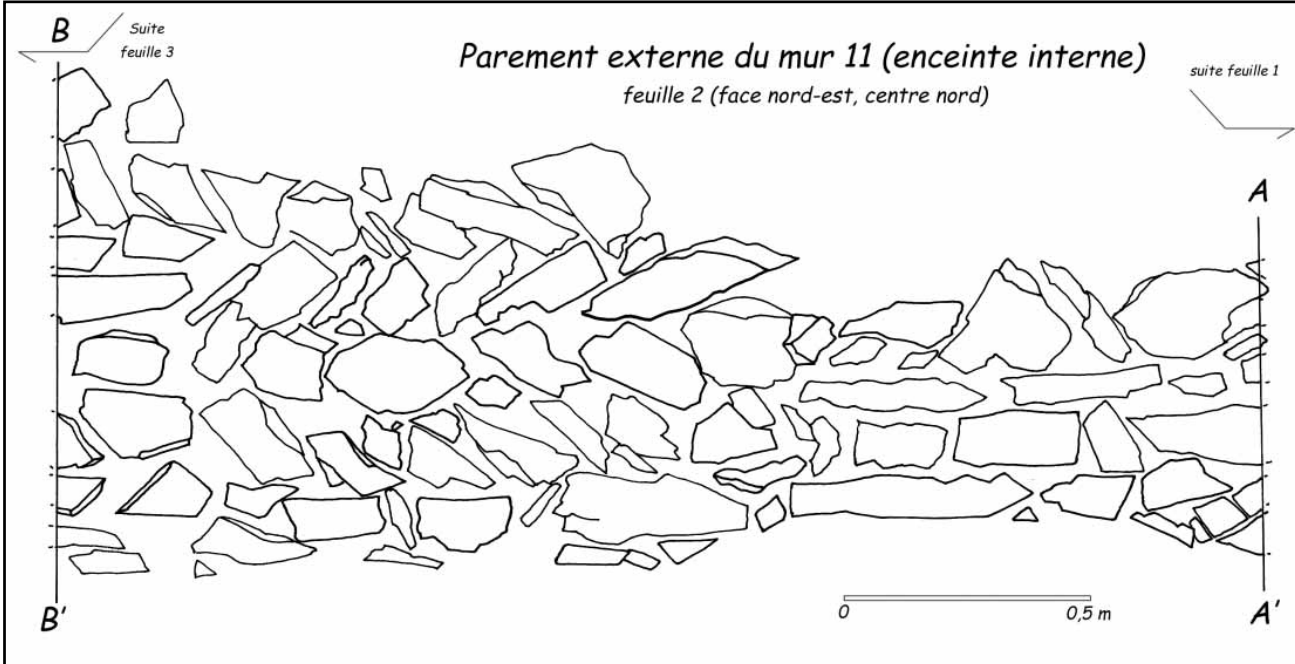 B
Suite
feuille 3
Parement externe du mur 11 (enceinte interne)
feuille 2 (face nord-est, centre nord)
suite feuille 1
A
0
0,5 m
B'
A'